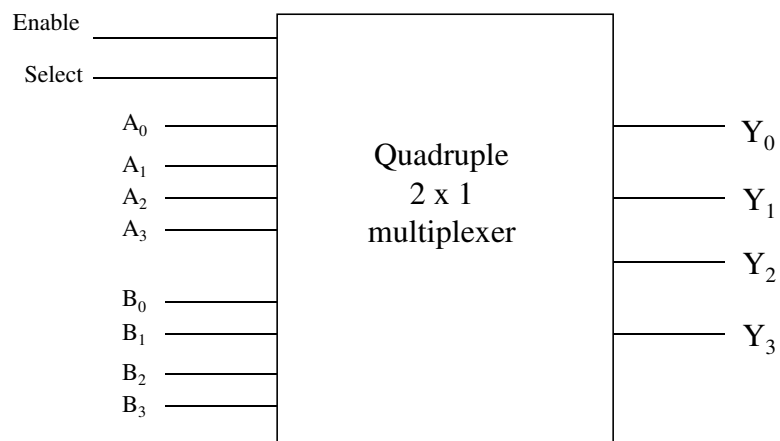 Enable
Select
A₀
A₁
A₂
A₃
B₀
B₁
B₂
B₃
Quadruple
2 x 1
multiplexer
Y₀
Y₁
Y₂
Y₃